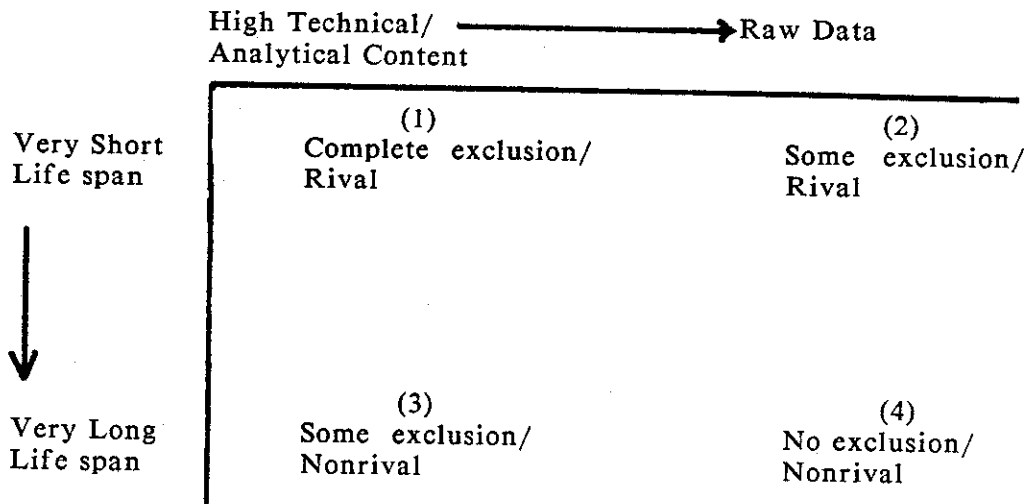 High Technical/
Analytical Content
Raw Data
Very Short
Life span
(1)
Complete exclusion/
Rival
(2)
Some exclusion/
Rival
Very Long
Life span
(3)
Some exclusion/
Nonrival
(4)
No exclusion/
Nonrival